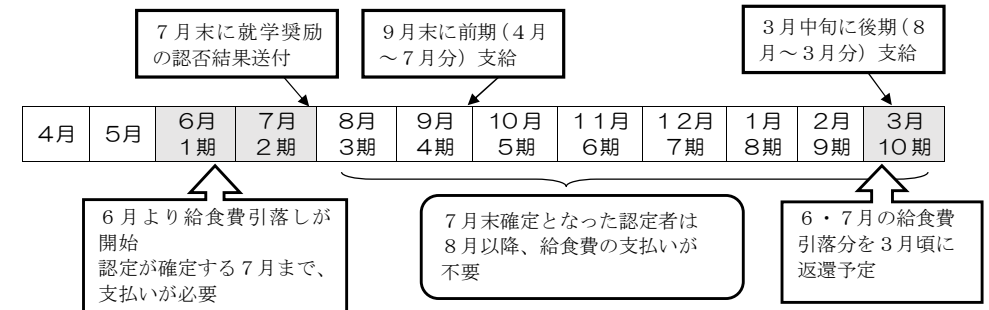 ７月末に就学奨励
の認否結果送付
９月末に前期（４月
～７月分）支給
３月中旬に後期（８
月～３月分）支給
４月
５月
６月
１期
７月
２期
８月
３期
９月
４期
１０月
５期
１１月
６期
１２月
７期
１月
８期
２月
９期
３月
10期
６月より給食費引落しが
開始
認定が確定する７月まで、
支払いが必要
７月末確定となった認定者は
８月以降、給食費の支払いが
不要
６・７月の給食費
引落分を３月頃に
返還予定